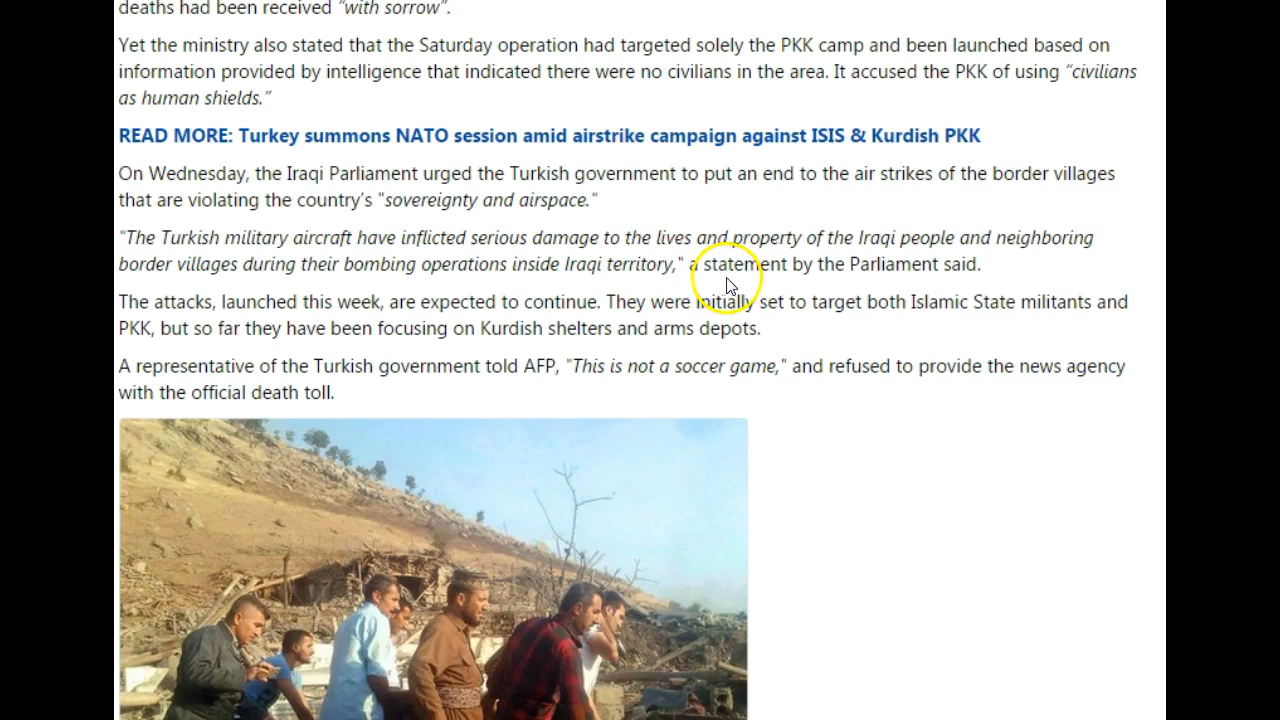 deaths had been received “with sorrow”.
Yet the ministry also stated that the Saturday operation had targeted solely the PKK camp and been launched based on
information provided by intelligence that indicated there were no civilians in the area. It accused the PKK of using “civilians
as human shields.”
READ MORE: Turkey summons NATO session amid airstrike campaign against ISIS & Kurdish PKK
On Wednesday, the Iraqi Parliament urged the Turkish government to put an end to the air strikes of the border villages
that are violating the country’s "sovereignty and airspace."
"The Turkish military aircraft have inflicted serious damage to the lives and property of the Iraqi people and neighboring
border villages during their bombing operations inside Iraqi territory," a statement by the Parliament said.
The attacks, launched this week, are expected to continue. They were initially set to target both Islamic State militants and
PKK, but so far they have been focusing on Kurdish shelters and arms depots.
A representative of the Turkish government told AFP, "This is not a soccer game," and refused to provide the news agency
with the official death toll.